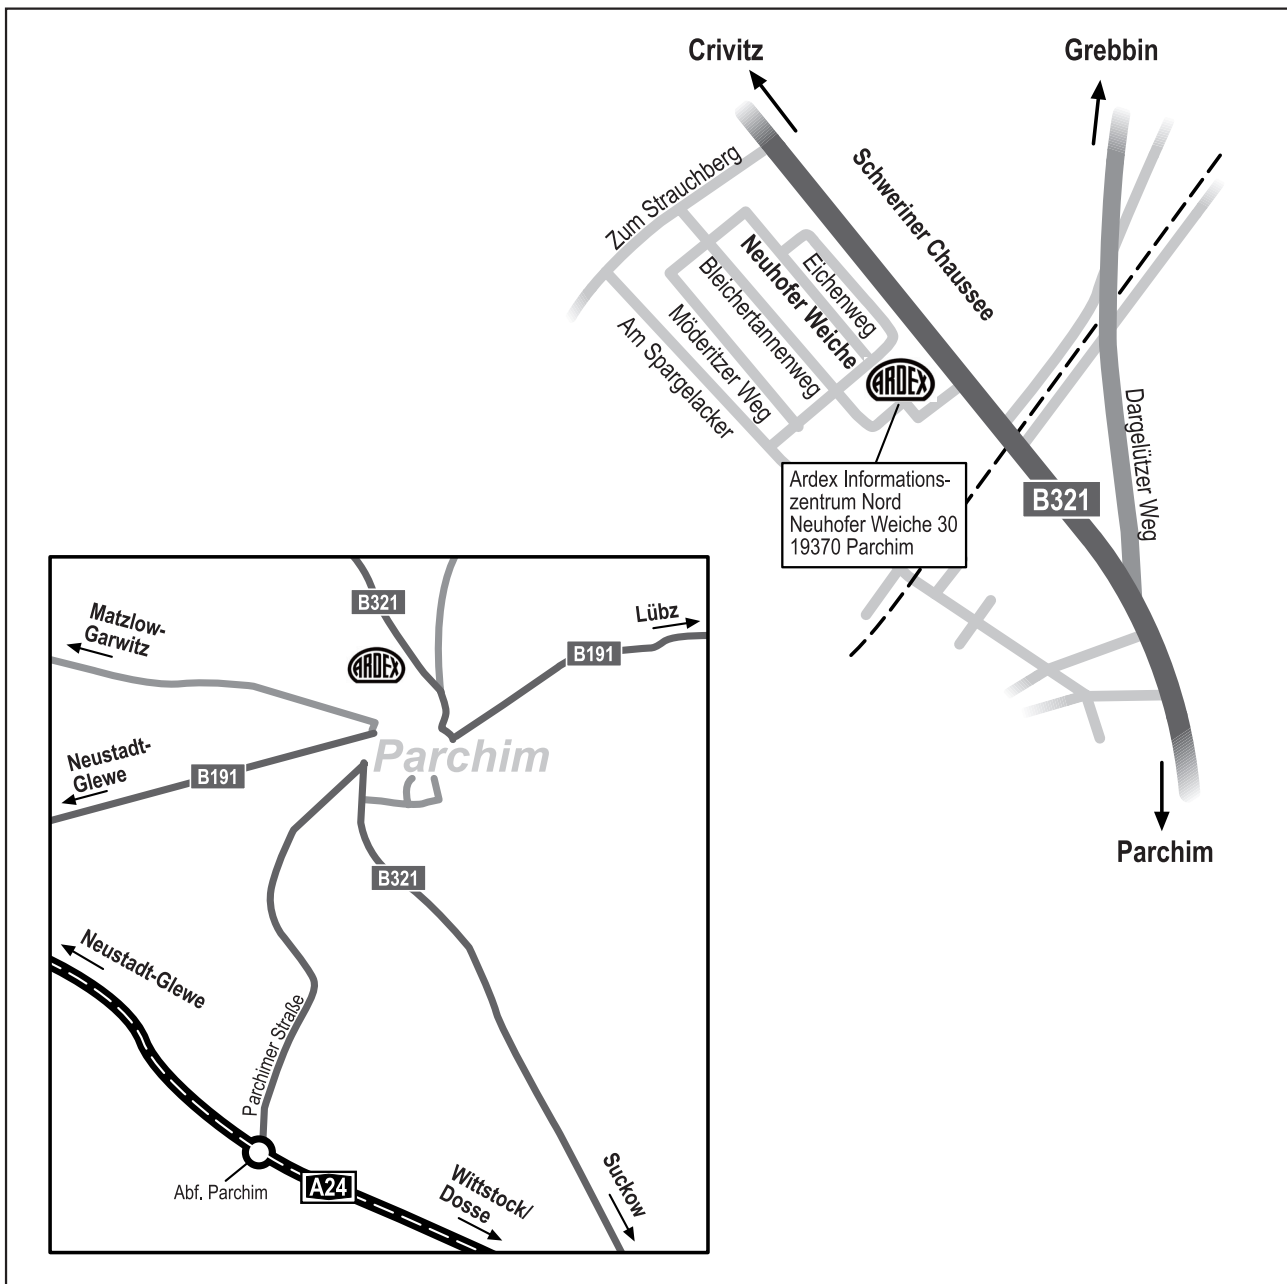 Crivitz
Grebbin
Schweriner Chaussee
Zum Strauchberg
Neuhofer Weiche
Eichenweg
Bleichertannenweg
Möderitzer Weg
Am Spargelacker
ARDEX
Dargelützer Weg
B321
Ardex Informations-
zentrum Nord
Neuhofer Weiche 30
19370 Parchim
Parchim
B321
Matzlow-
Garwitz
Lübz
B191
ARDEX
Neustadt-
Glewe
B191
Parchim
B321
Neustadt-Glewe
Parchimer Straße
Abf. Parchim
A24
Wittstock/
Dosse
Suckow